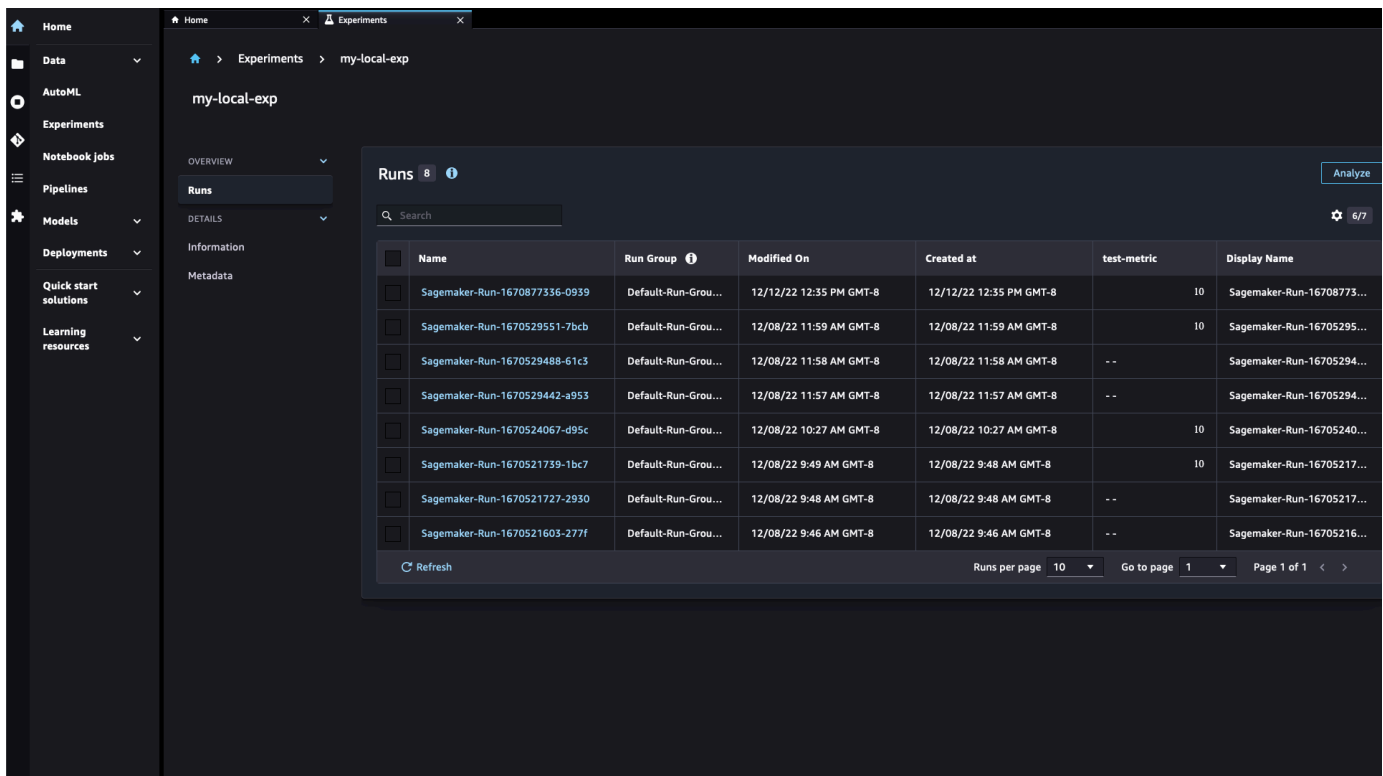 Home
Data
AutoML
Experiments
Notebook jobs
Pipelines
Models
Deployments
Quick start
solutions
Learning
resources
Home Experiments
Experiments > my-local-exp
my-local-exp
OVERVIEW
Runs
DETAILS
Information
Metadata
Runs 8
Analyze
Search
6/7
Name Run Group Modified On Created at test-metric Display Name
Sagemaker-Run-1670877336-0939 Default-Run-Grou... 12/12/22 12:35 PM GMT-8 12/12/22 12:35 PM GMT-8 10 Sagemaker-Run-16708773...
Sagemaker-Run-1670529551-7bcb Default-Run-Grou... 12/08/22 11:59 AM GMT-8 12/08/22 11:59 AM GMT-8 10 Sagemaker-Run-16705295...
Sagemaker-Run-1670529488-61c3 Default-Run-Grou... 12/08/22 11:58 AM GMT-8 12/08/22 11:58 AM GMT-8 -- Sagemaker-Run-16705294...
Sagemaker-Run-1670529442-a953 Default-Run-Grou... 12/08/22 11:57 AM GMT-8 12/08/22 11:57 AM GMT-8 -- Sagemaker-Run-16705294...
Sagemaker-Run-1670524067-d95c Default-Run-Grou... 12/08/22 10:27 AM GMT-8 12/08/22 10:27 AM GMT-8 10 Sagemaker-Run-16705240...
Sagemaker-Run-1670521739-1bc7 Default-Run-Grou... 12/08/22 9:49 AM GMT-8 12/08/22 9:48 AM GMT-8 10 Sagemaker-Run-16705217...
Sagemaker-Run-1670521727-2930 Default-Run-Grou... 12/08/22 9:48 AM GMT-8 12/08/22 9:48 AM GMT-8 -- Sagemaker-Run-16705217...
Sagemaker-Run-1670521603-277f Default-Run-Grou... 12/08/22 9:46 AM GMT-8 12/08/22 9:46 AM GMT-8 -- Sagemaker-Run-16705216...
Refresh Runs per page 10 Go to page 1 Page 1 of 1 < >